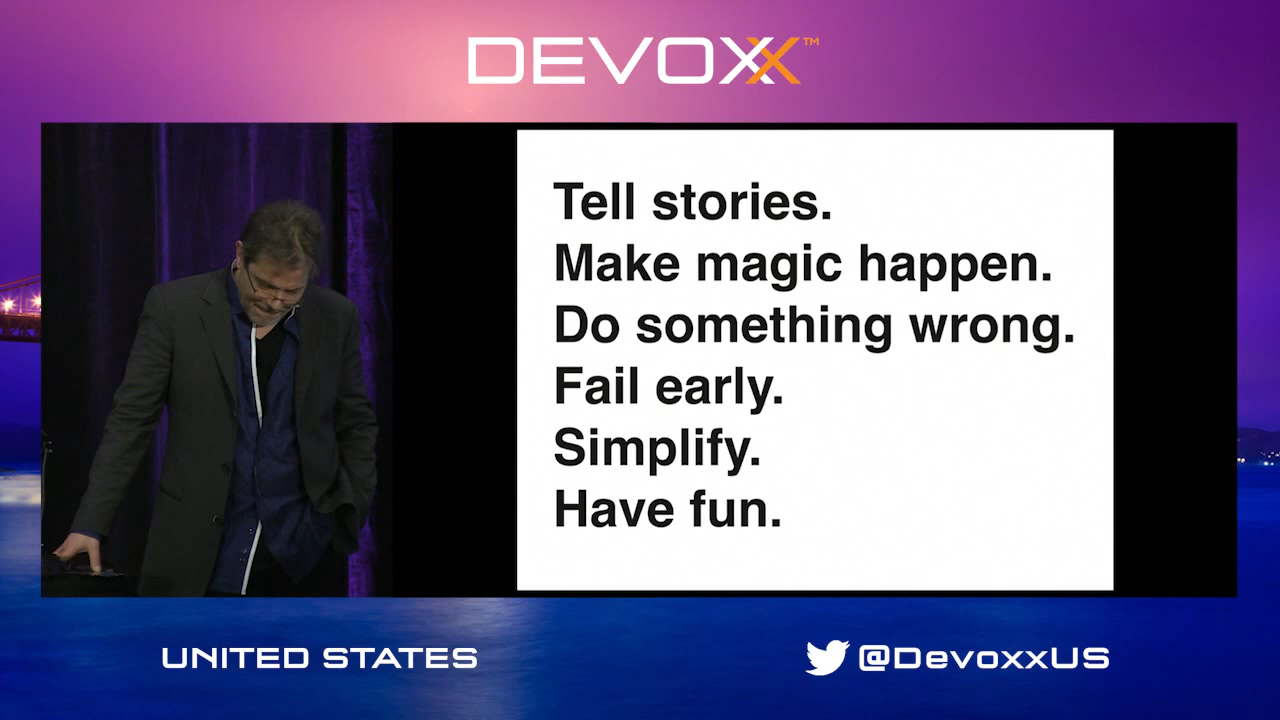 DEVOXX™
Tell stories.
Make magic happen.
Do something wrong.
Fail early.
Simplify.
Have fun.
UNITED STATES
@DevoxxUS